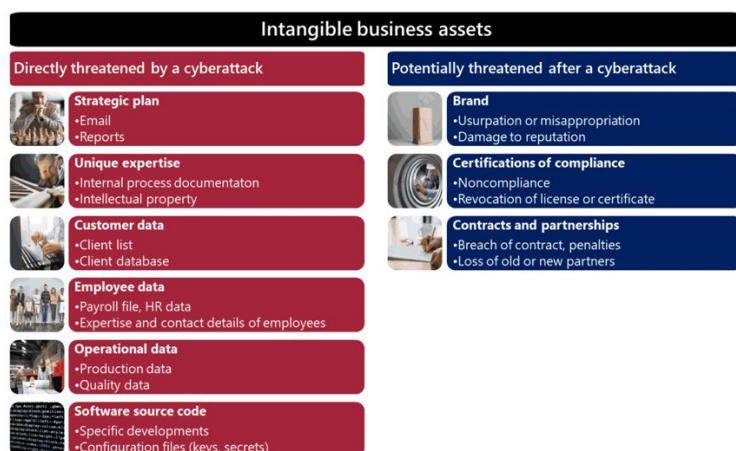 Intangible business assets
Directly threatened by a cyberattack
Strategic plan
•Email
•Reports
Unique expertise
•Internal process documentaton
•Intellectual property
Customer data
•Client list
•Client database
Employee data
•Payroll file, HR data
•Expertise and contact details of employees
Operational data
•Production data
•Quality data
Software source code
•Specific developments
•Configuration files (keys, secrets)
Potentially threatened after a cyberattack
Brand
•Usurpation or misappropriation
•Damage to reputation
Certifications of compliance
•Noncompliance
•Revocation of license or certificate
Contracts and partnerships
•Breach of contract, penalties
•Loss of old or new partners